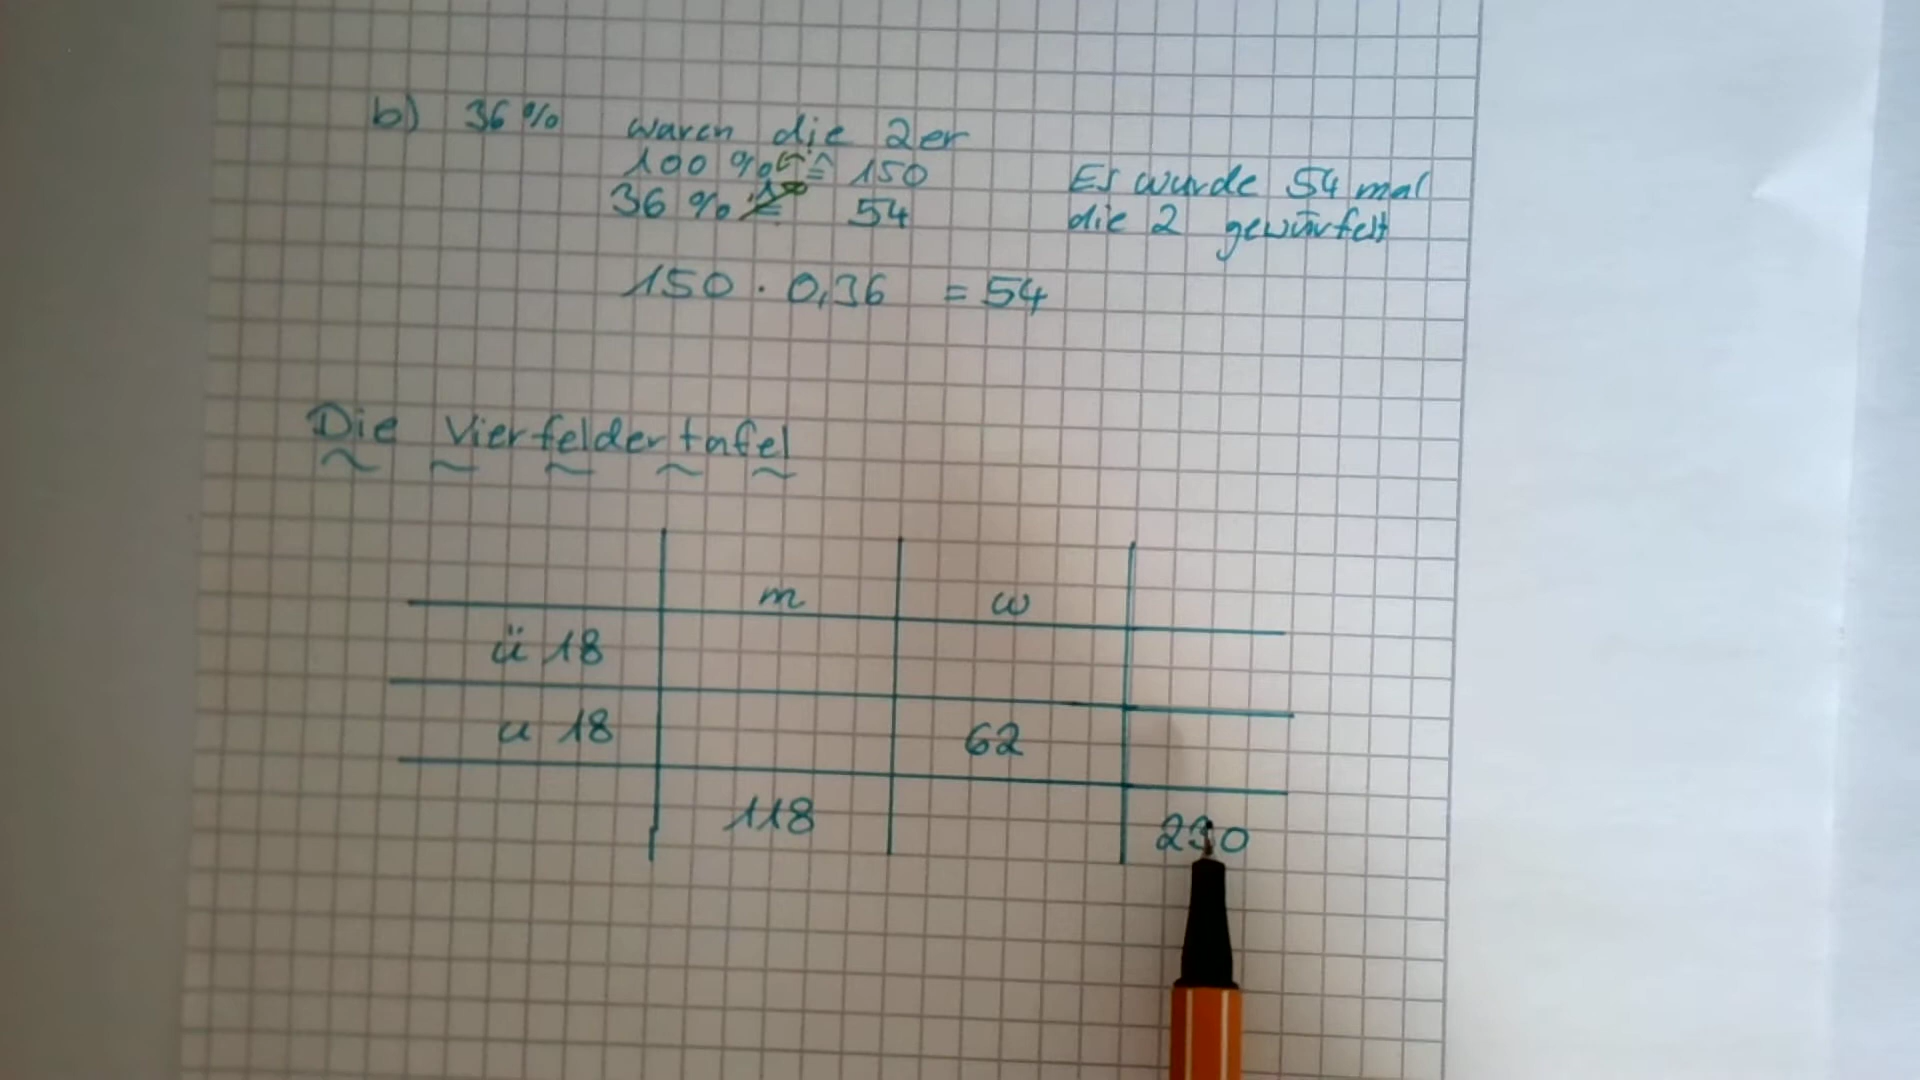 b) 36 % waren die 2er
100 % ≙ 150
36 % ≙ 54
Es wurde 54 mal
die 2 gewürfelt
150 · 0,36 = 54
Die Vierfeldertafel
m w
ü 18
u 18 62
118